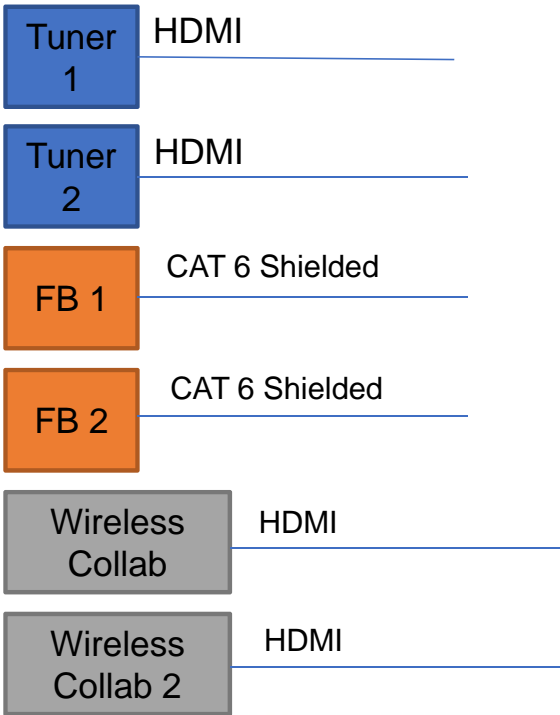 Tuner
1
HDMI
Tuner
2
HDMI
FB 1
CAT 6 Shielded
FB 2
CAT 6 Shielded
Wireless
Collab
HDMI
Wireless
Collab 2
HDMI